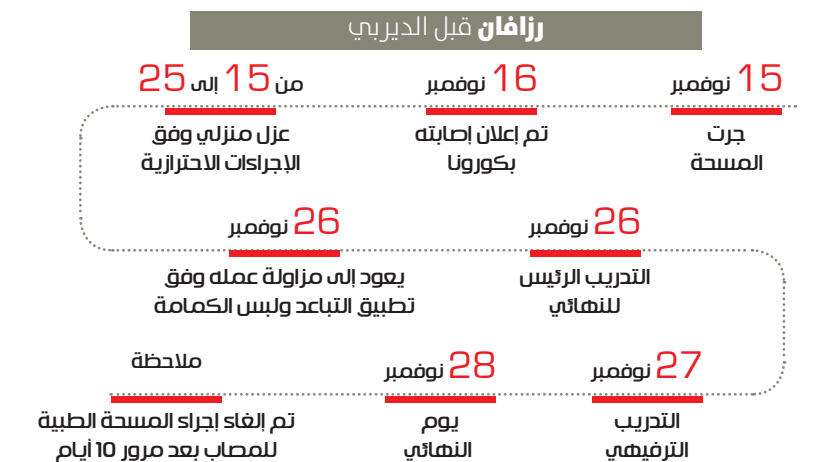 رزافان قبل الديربي
15 نوفمبر
جرت
المسحة
16 نوفمبر
تم إعلان إصابته
بكورونا
من 15 إلى 25
عزل منزلي وفق
الإجراءات الاحترازية
26 نوفمبر
يعود إلى مزاولة عمله وفق
تطبيق التباعد ولبس الكمامة
26 نوفمبر
التدريب الرئيس
للنهائي
27 نوفمبر
التدريب
الترفيهي
28 نوفمبر
يوم
النهائي
ملاحظة
تم إلغاء إجراء المسحة الطبية
للمصاب بعد مرور 10 أيام